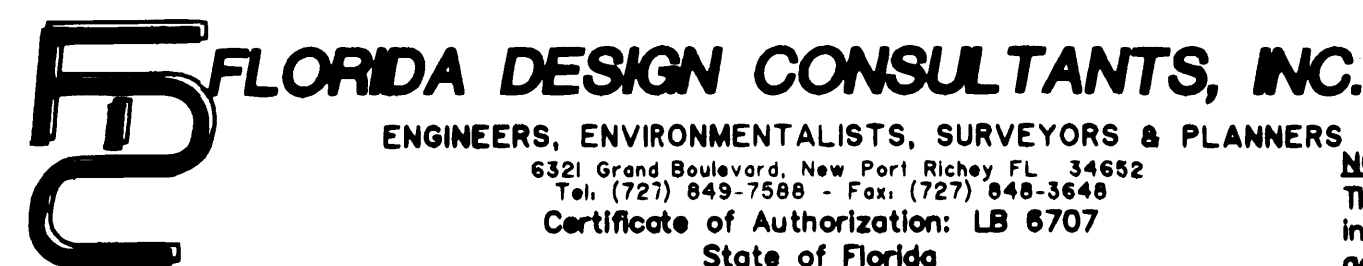 FDC
FLORIDA DESIGN CONSULTANTS, INC.
ENGINEERS, ENVIRONMENTALISTS, SURVEYORS & PLANNERS
6321 Grand Boulevard, New Port Richey FL 34652
Tel: (727) 849-7588 - Fax: (727) 848-3648
Certificate of Authorization: LB 6707
State of Florida